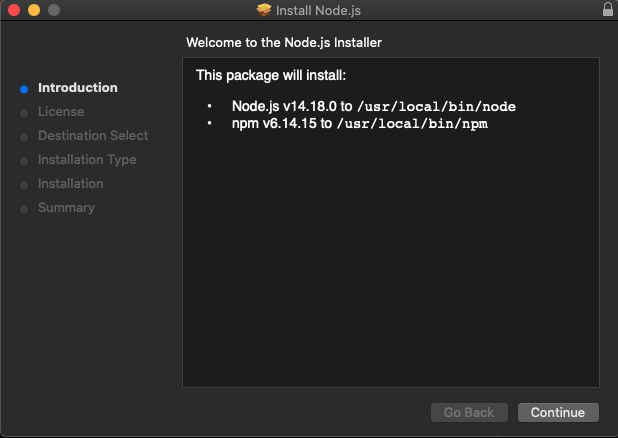 Install Node.js
Welcome to the Node.js Installer
Introduction
License
Destination Select
Installation Type
Installation
Summary
This package will install:
• Node.js v14.18.0 to /usr/local/bin/node
• npm v6.14.15 to /usr/local/bin/npm
Go Back
Continue